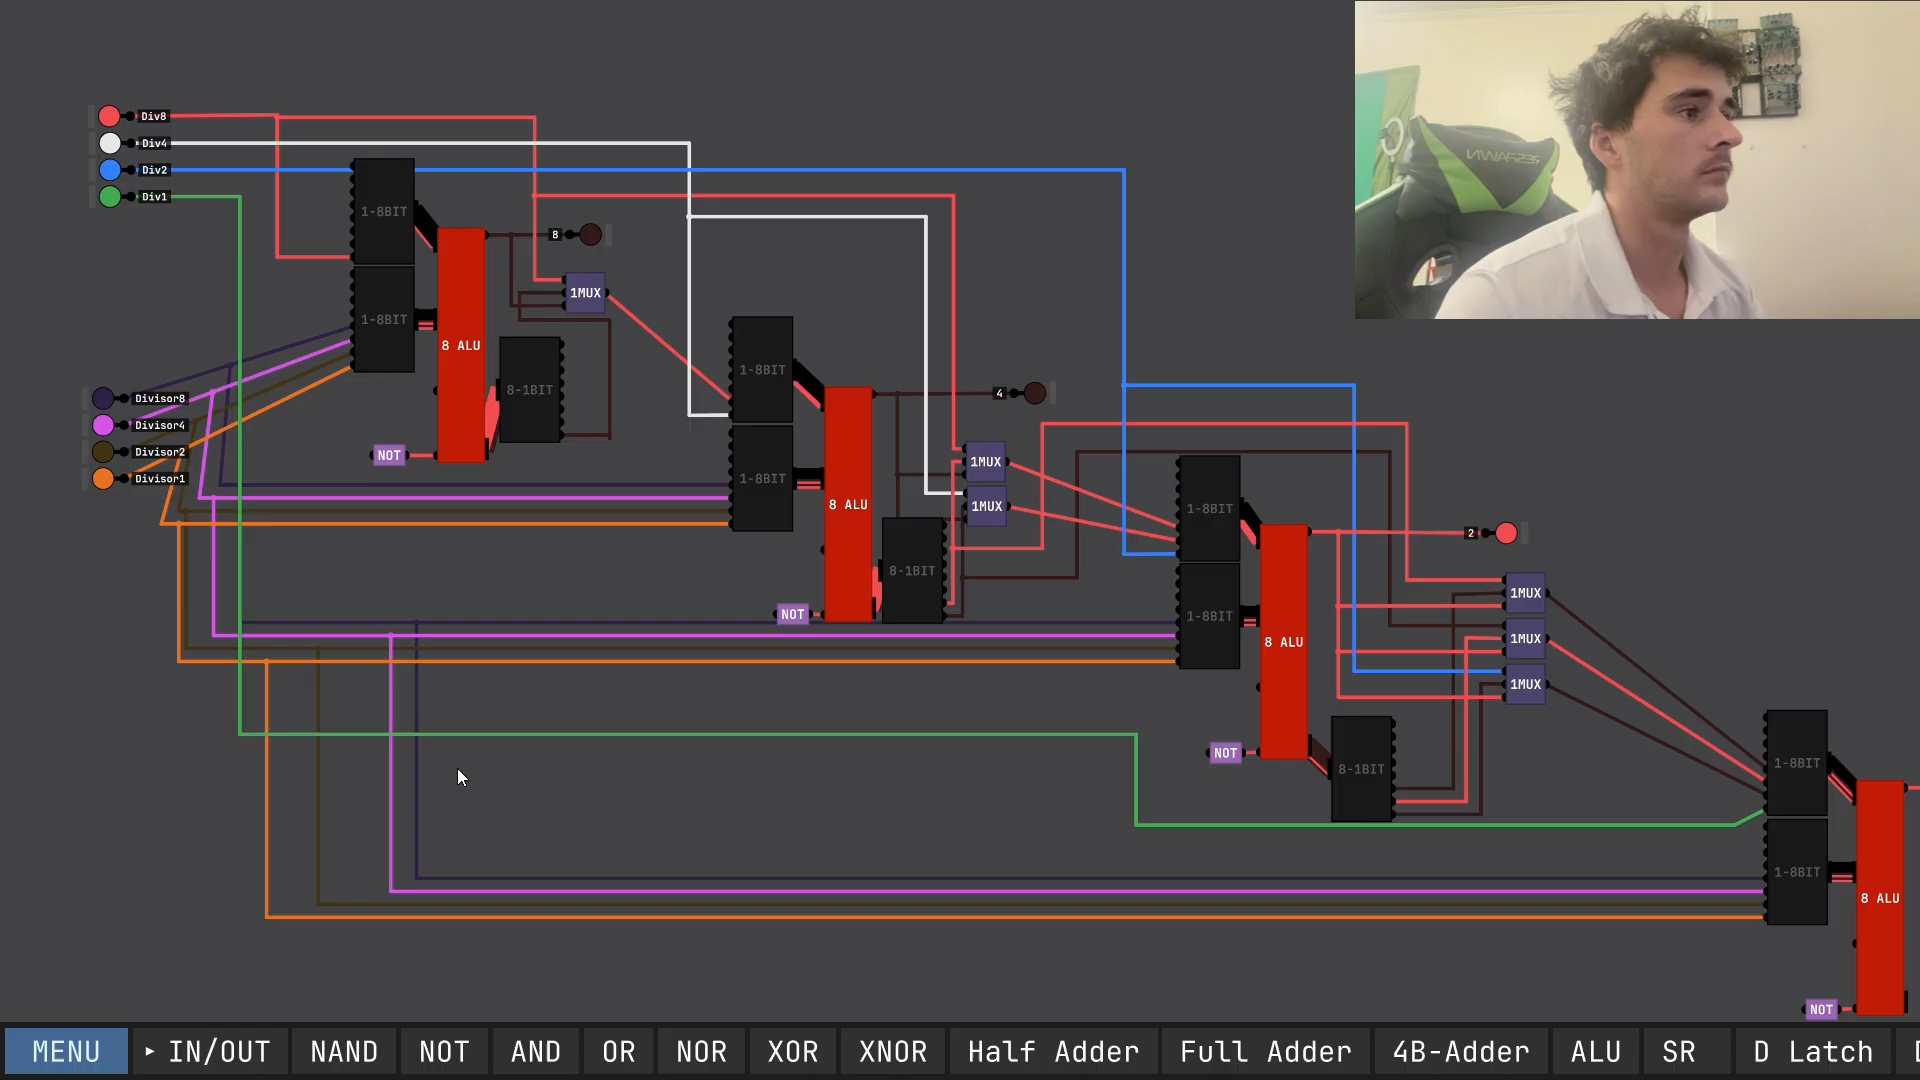 Div8
Div4
Div2
Div1
1-8BIT
8
1MUX
1-8BIT
8 ALU
8-1BIT
NOT
Divisor8
Divisor4
Divisor2
Divisor1
1-8BIT
4
1MUX
1-8BIT
8 ALU
1MUX
8-1BIT
NOT
1-8BIT
2
1MUX
1-8BIT
8 ALU
1MUX
1MUX
NOT
8-1BIT
1-8BIT
1-8BIT
8 ALU
NOT
MENU IN/OUT NAND NOT AND OR NOR XOR XNOR Half Adder Full Adder 4B-Adder ALU SR D Latch